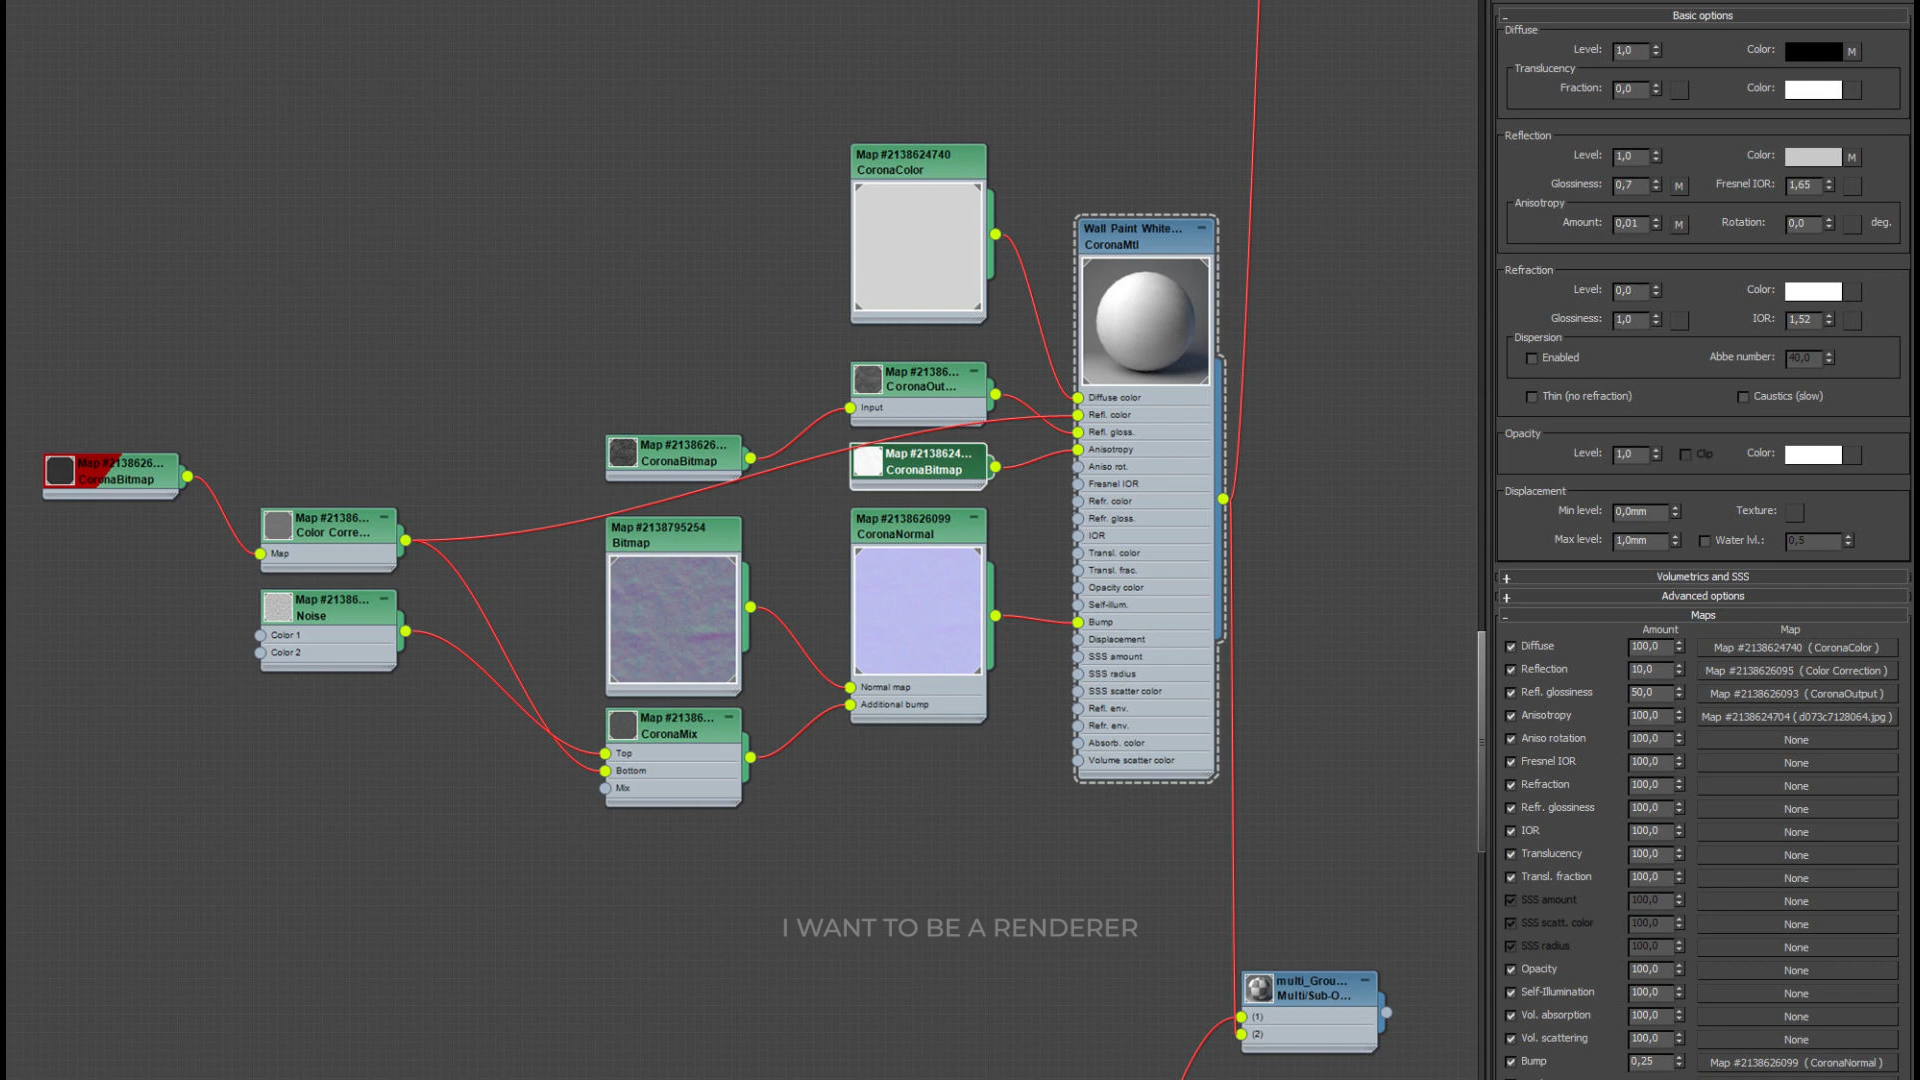 Map #2138624740
CoronaColor
Wall Paint White...
CoronaMtl
Diffuse color
Refl. color
Refl. gloss.
Anisotropy
Aniso rot.
Fresnel IOR
Refr. color
Refr. gloss.
IOR
Transl. color
Transl. frac.
Opacity color
Self-illum.
Bump
Displacement
SSS amount
SSS radius
SSS scatter color
Refl. env.
Refr. env.
Absorb. color
Volume scatter color
Map #21386...
CoronaOut...
Input
Map #2138626...
CoronaBitmap
Map #2138624...
CoronaBitmap
Map #2138626...
CoronaBitmap
Map #21386...
Color Corre...
Map
Map #21386...
Noise
Color 1
Color 2
Map #2138795254
Bitmap
Map #2138626099
CoronaNormal
Normal map
Additional bump
Map #21386...
CoronaMix
Top
Bottom
Mix
I WANT TO BE A RENDERER
multi_Grou...
Multi/Sub-O...
(1)
(2)
Basic options
Diffuse
Level: 1,0 Color: M
Translucency
Fraction: 0,0 Color:
Reflection
Level: 1,0 Color: M
Glossiness: 0,7 M Fresnel IOR: 1,65
Anisotropy
Amount: 0,01 M Rotation: 0,0 deg.
Refraction
Level: 0,0 Color:
Glossiness: 1,0 IOR: 1,52
Dispersion
Enabled Abbe number: 40,0
Thin (no refraction) Caustics (slow)
Opacity
Level: 1,0 Clip Color:
Displacement
Min level: 0,0mm Texture:
Max level: 1,0mm Water lvl.: 0,5
+ Volumetrics and SSS
+ Advanced options
- Maps
Amount Map
Diffuse 100,0 Map #2138624740 ( CoronaColor )
Reflection 10,0 Map #2138626095 ( Color Correction )
Refl. glossiness 50,0 Map #2138626093 ( CoronaOutput )
Anisotropy 100,0 Map #2138624704 ( d073c7128064.jpg )
Aniso rotation 100,0 None
Fresnel IOR 100,0 None
Refraction 100,0 None
Refr. glossiness 100,0 None
IOR 100,0 None
Translucency 100,0 None
Transl. fraction 100,0 None
SSS amount 100,0 None
SSS scatt. color 100,0 None
SSS radius 100,0 None
Opacity 100,0 None
Self-Illumination 100,0 None
Vol. absorption 100,0 None
Vol. scattering 100,0 None
Bump 0,25 Map #2138626099 ( CoronaNormal )